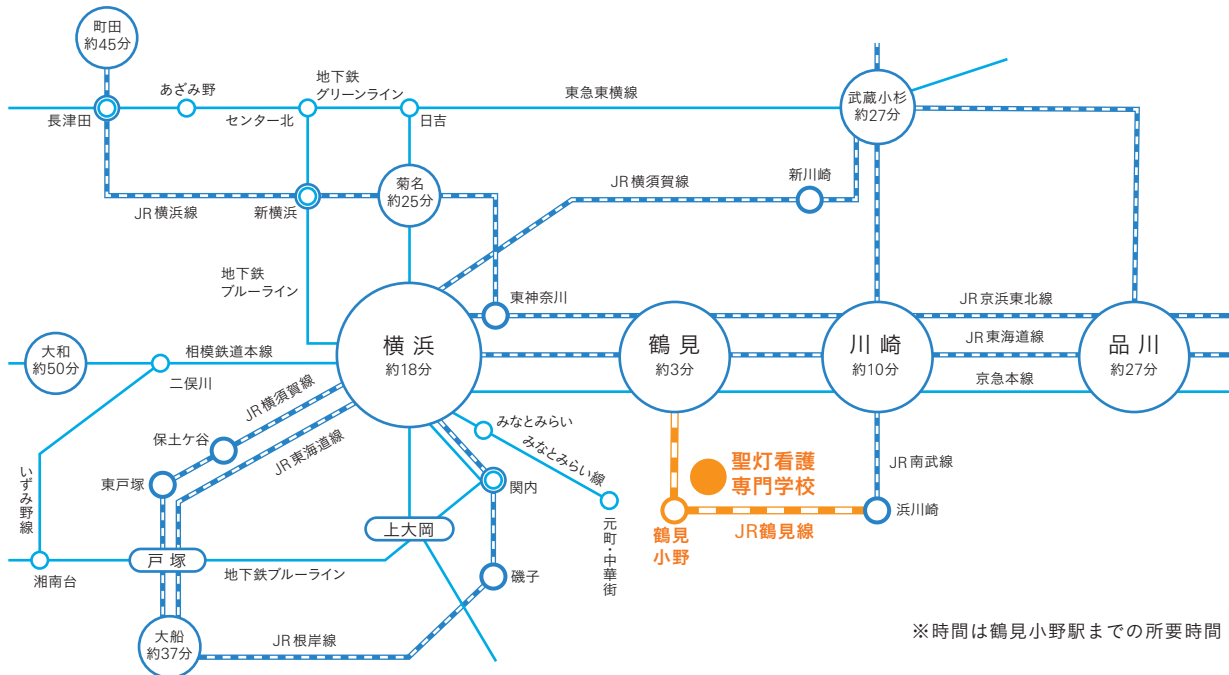 町田
約45分
あざみ野
地下鉄
グリーンライン
東急東横線
武蔵小杉
約27分
長津田
センター北
日吉
菊名
約25分
JR横須賀線
新川崎
JR横浜線
新横浜
地下鉄
ブルーライン
東神奈川
JR京浜東北線
横浜
約18分
鶴見
約3分
川崎
約10分
JR東海道線
品川
約27分
京急本線
大和
約50分
相模鉄道本線
二俣川
JR横須賀線
保土ケ谷
JR東海道線
みなとみらい
みなとみらい線
いずみ野線
東戸塚
関内
聖灯看護
専門学校
JR南武線
元町・中華街
鶴見
小野
JR鶴見線
浜川崎
上大岡
戸塚
湘南台
地下鉄ブルーライン
磯子
大船
約37分
JR根岸線
※時間は鶴見小野駅までの所要時間